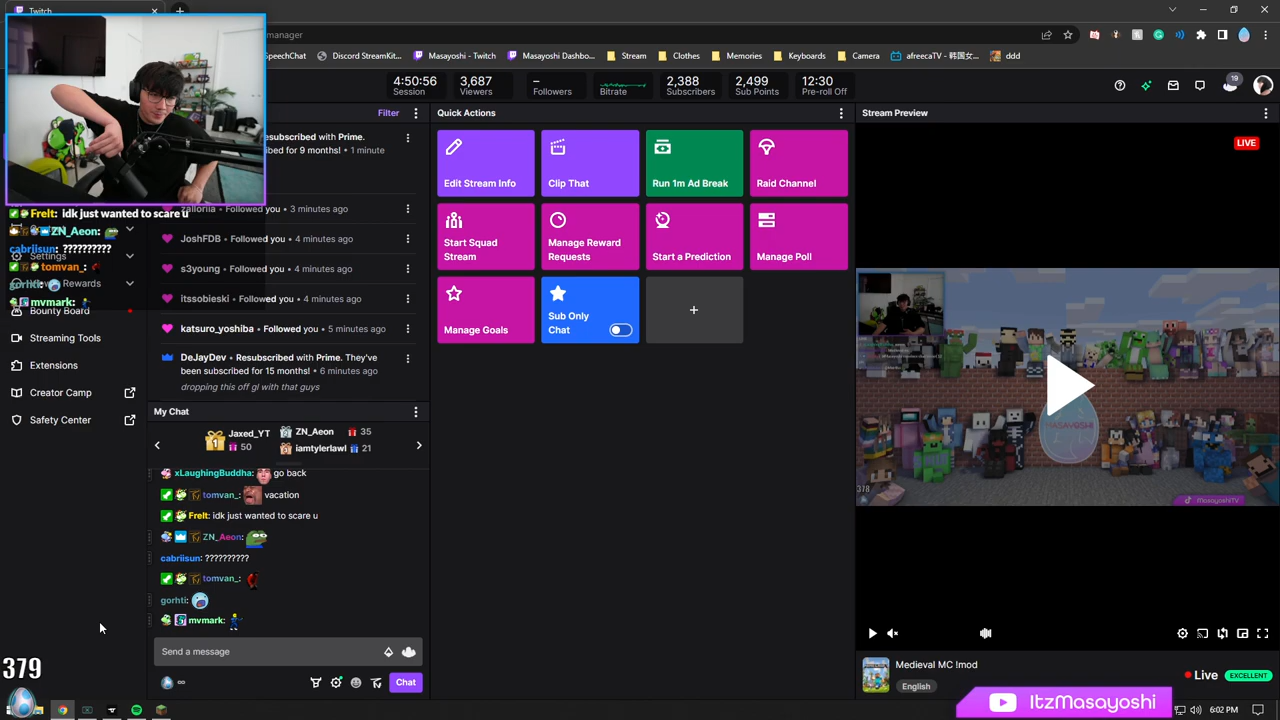 Twitch
manager
SpeechChat
Discord StreamKit...
Masayoshi - Twitch
Masayoshi Dashbo...
Stream
Clothes
Memories
Keyboards
Camera
afreecaTV - 韩国女...
ddd
4:50:56
Session
3,687
Viewers
–
Followers
Bitrate
2,388
Subscribers
2,499
Sub Points
12:30
Pre-roll Off
19
Filter
Resubscribed with Prime.
bed for 9 months! • 1 minute
Followed you • 3 minutes ago
JoshFDB • Followed you • 4 minutes ago
s3young • Followed you • 4 minutes ago
itssobieski • Followed you • 4 minutes ago
katsuro_yoshiba • Followed you • 5 minutes ago
DeJayDev • Resubscribed with Prime. They've
been subscribed for 15 months! • 6 minutes ago
dropping this off gl with that guys
Frelt: idk just wanted to scare u
ZN_Aeon:
cabriisun: ??????????
Settings
tomvan_:
gorhti:
Rewards
mvmark:
Bounty Board
Streaming Tools
Extensions
Creator Camp
Safety Center
My Chat
1
Jaxed_YT
50
ZN_Aeon
35
iamtylerlawl
21
xLaughingBuddha: go back
tomvan_: vacation
Frelt: idk just wanted to scare u
ZN_Aeon:
cabriisun: ??????????
tomvan_:
gorhti:
mvmark:
Send a message
∞
Chat
Quick Actions
Edit Stream Info
Clip That
Run 1m Ad Break
Raid Channel
Start Squad
Stream
Manage Reward
Requests
Start a Prediction
Manage Poll
Manage Goals
Sub Only
Chat
+
Stream Preview
LIVE
MASAYOSHI
378
MasayoshiTV
Medieval MC !mod
English
Live
EXCELLENT
379
ItzMasayoshi
6:02 PM